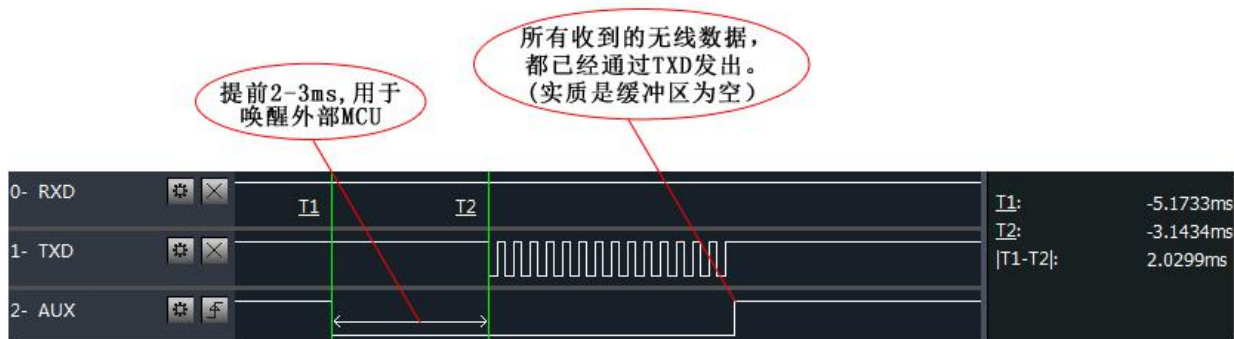 所有收到的无线数据，
都已经通过TXD发出。
(实质是缓冲区为空）
提前2-3ms,用于
唤醒外部MCU
0- RXD
T1
T2
1- TXD
2- AUX
T1: -5.1733ms
T2: -3.1434ms
|T1-T2|: 2.0299ms